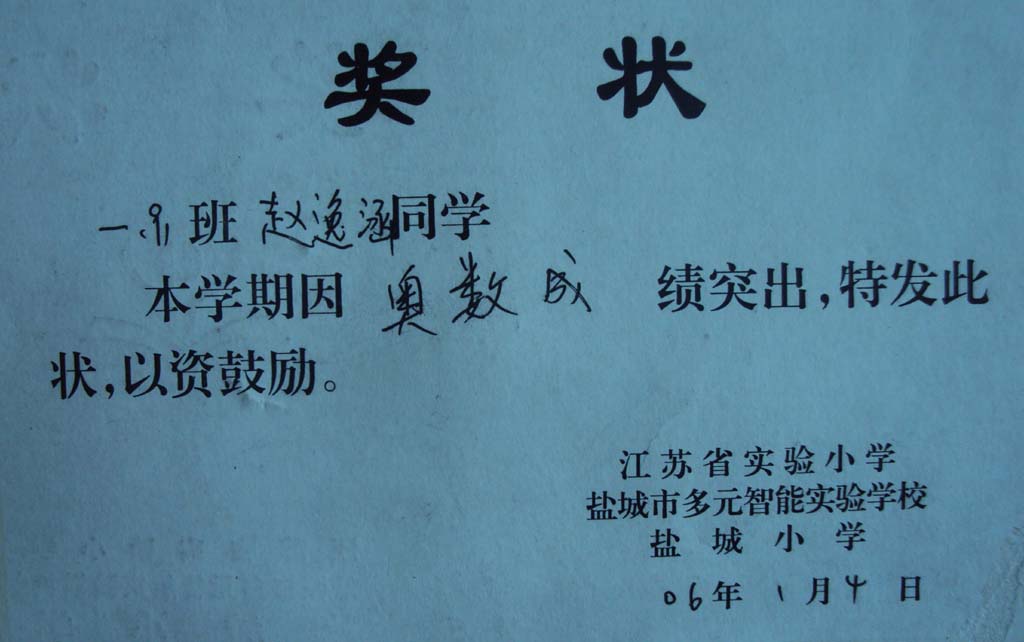 奖状
一.9班 赵逸涵同学
本学期因 奥数成 绩突出，特发此
状，以资鼓励。
江苏省实验小学
盐城市多元智能实验学校
盐城小学
06年1月4日